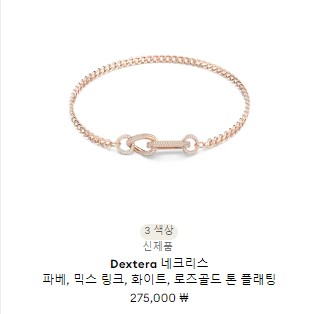 3 색상
신제품
Dextera 네크리스
파베, 믹스 링크, 화이트, 로즈골드 톤 플래팅
275,000 ₩